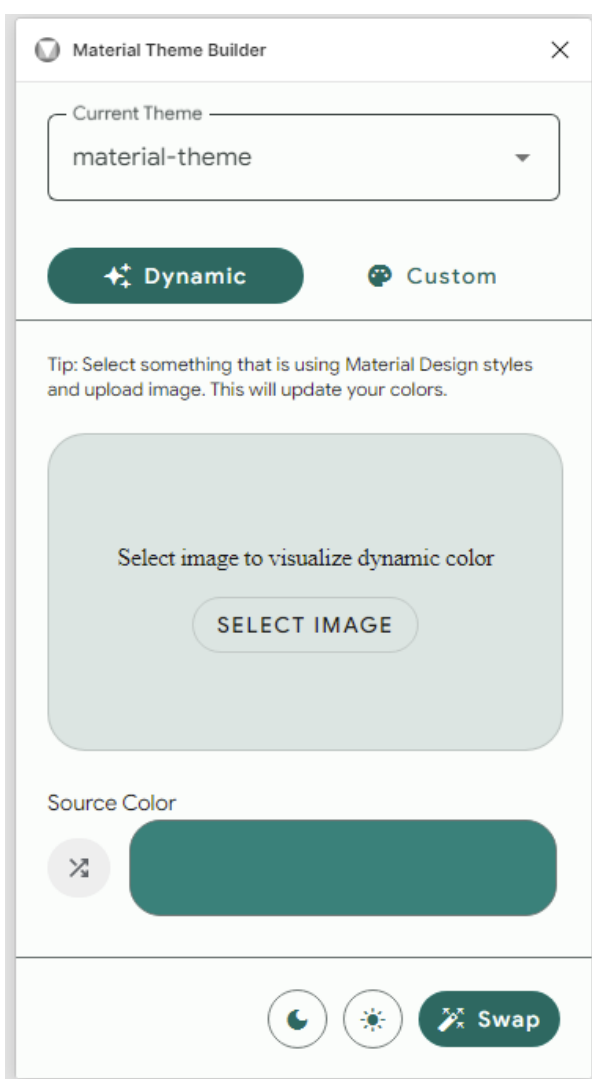 Material Theme Builder
Current Theme
material-theme
Dynamic
Custom
Tip: Select something that is using Material Design styles
and upload image. This will update your colors.
Select image to visualize dynamic color
SELECT IMAGE
Source Color
Swap